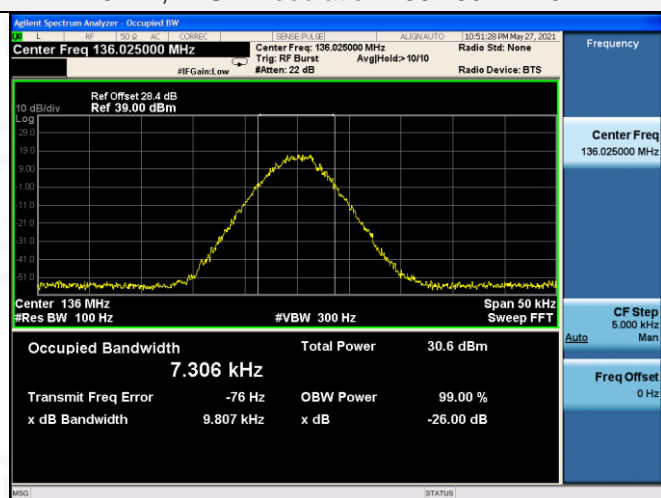 Agilent Spectrum Analyzer - Occupied BW
L RF 50 Ω AC CORREC SENSE:PULSE ALIGN AUTO 10:51:28 PM May 27, 2021
Center Freq 136.025000 MHz
Center Freq: 136.025000 MHz
Radio Std: None
Trig: RF Burst Avg|Hold:> 10/10
#IFGain:Low #Atten: 22 dB Radio Device: BTS
Frequency
Ref Offset 28.4 dB
10 dB/div Ref 39.00 dBm
Log
29.0
19.0
9.00
-1.00
-11.0
-21.0
-31.0
-41.0
-51.0
Center 136 MHz Span 50 kHz
#Res BW 100 Hz #VBW 300 Hz Sweep FFT
Occupied Bandwidth Total Power 30.6 dBm
7.306 kHz
Transmit Freq Error -76 Hz OBW Power 99.00 %
x dB Bandwidth 9.807 kHz x dB -26.00 dB
Center Freq
136.025000 MHz
CF Step
5.000 kHz
Auto Man
Freq Offset
0 Hz
MSG STATUS